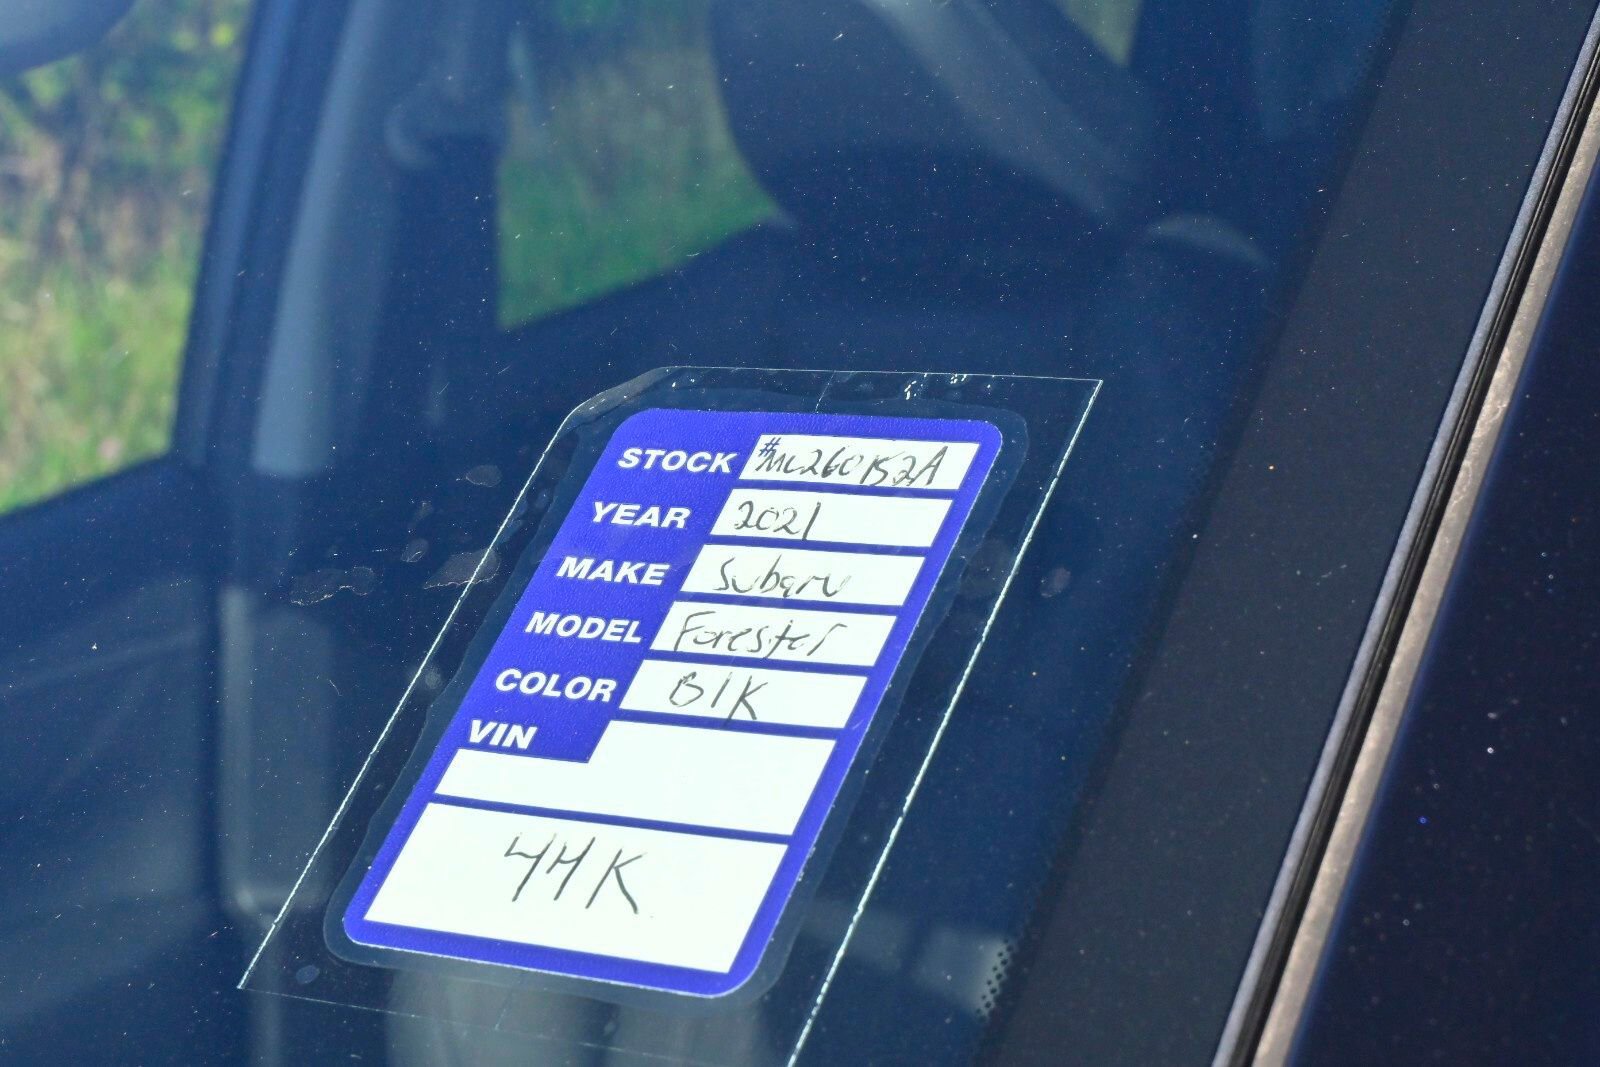 STOCK #MC260152A
YEAR 2021
MAKE Subaru
MODEL Forester
COLOR BlK
VIN
44K